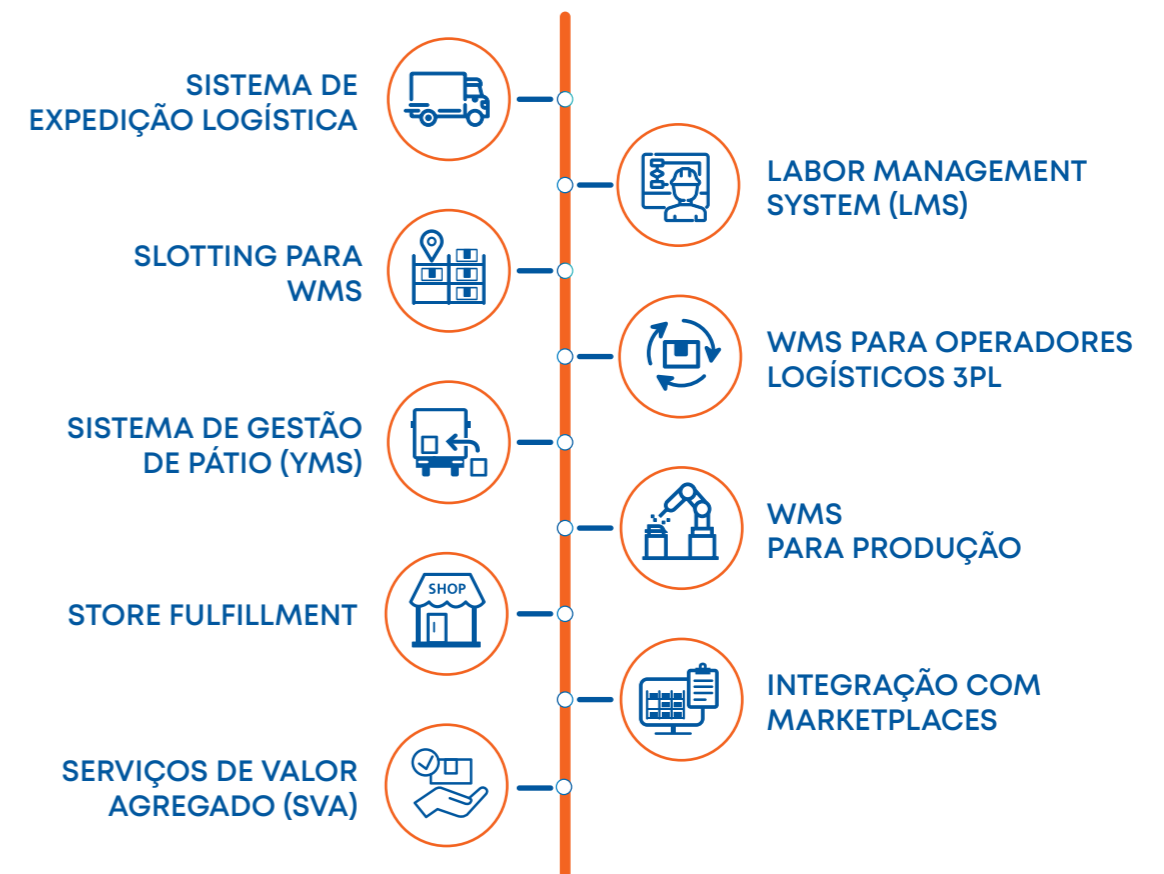 SISTEMA DE
EXPEDIÇÃO LOGÍSTICA
LABOR MANAGEMENT
SYSTEM (LMS)
SLOTTING PARA
WMS
WMS PARA OPERADORES
LOGÍSTICOS 3PL
SISTEMA DE GESTÃO
DE PÁTIO (YMS)
WMS
PARA PRODUÇÃO
SHOP
STORE FULFILLMENT
INTEGRAÇÃO COM
MARKETPLACES
SERVIÇOS DE VALOR
AGREGADO (SVA)